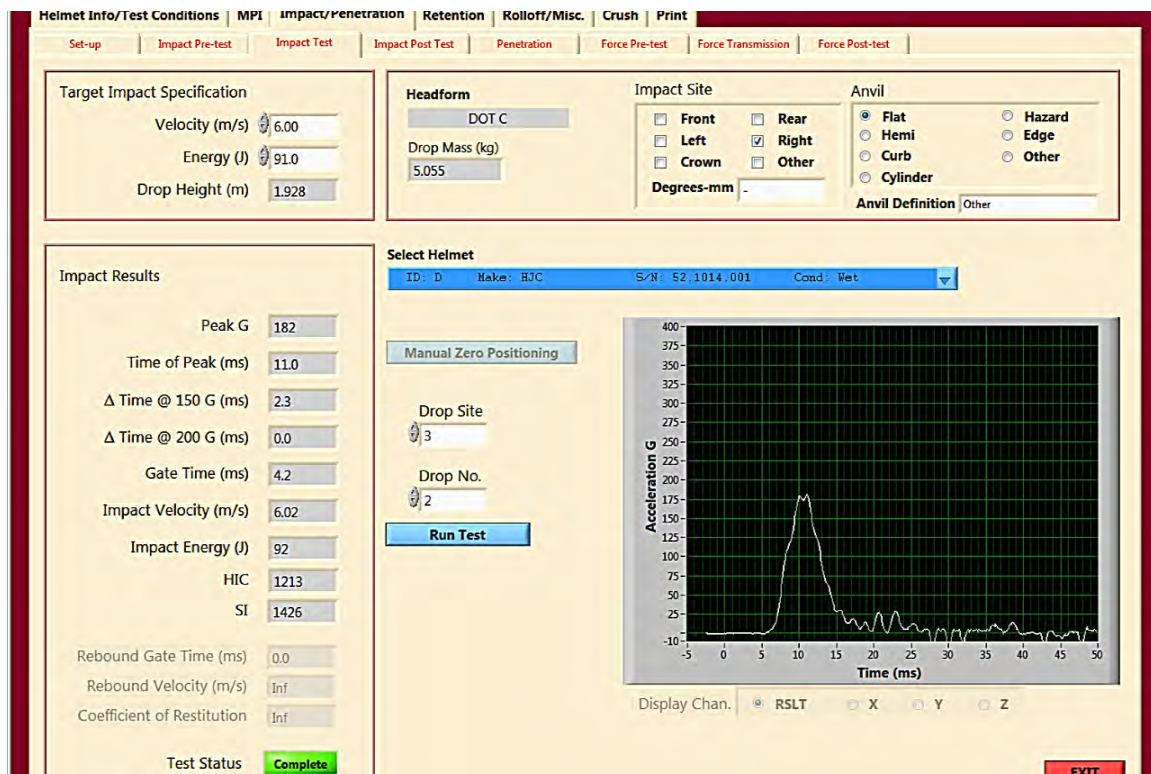 Helmet Info/Test Conditions MPI Impact/Penetration Retention Rolloff/Misc. Crush Print
Set-up Impact Pre-test Impact Test Impact Post Test Penetration Force Pre-test Force Transmission Force Post-test
Target Impact Specification
Velocity (m/s) 6.00
Energy (J) 91.0
Drop Height (m) 1.928
Headform
DOT C
Drop Mass (kg)
5.055
Impact Site
Front Rear
Left Right
Crown Other
Degrees-mm -
Anvil
Flat Hazard
Hemi Edge
Curb Other
Cylinder
Anvil Definition Other
Select Helmet
ID: D Make: HJC S/N: 52.1014.001 Cond: Wet
Impact Results
Peak G 182
Time of Peak (ms) 11.0
Δ Time @ 150 G (ms) 2.3
Δ Time @ 200 G (ms) 0.0
Gate Time (ms) 4.2
Impact Velocity (m/s) 6.02
Impact Energy (J) 92
HIC 1213
SI 1426
Rebound Gate Time (ms) 0.0
Rebound Velocity (m/s) Inf
Coefficient of Restitution Inf
Test Status Complete
Manual Zero Positioning
Drop Site
3
Drop No.
2
Run Test
Acceleration G
400
375
350
325
300
275
250
225
200
175
150
125
100
75
50
25
-10
-5 0 5 10 15 20 25 30 35 40 45 50
Time (ms)
Display Chan. RSLT X Y Z
EXIT